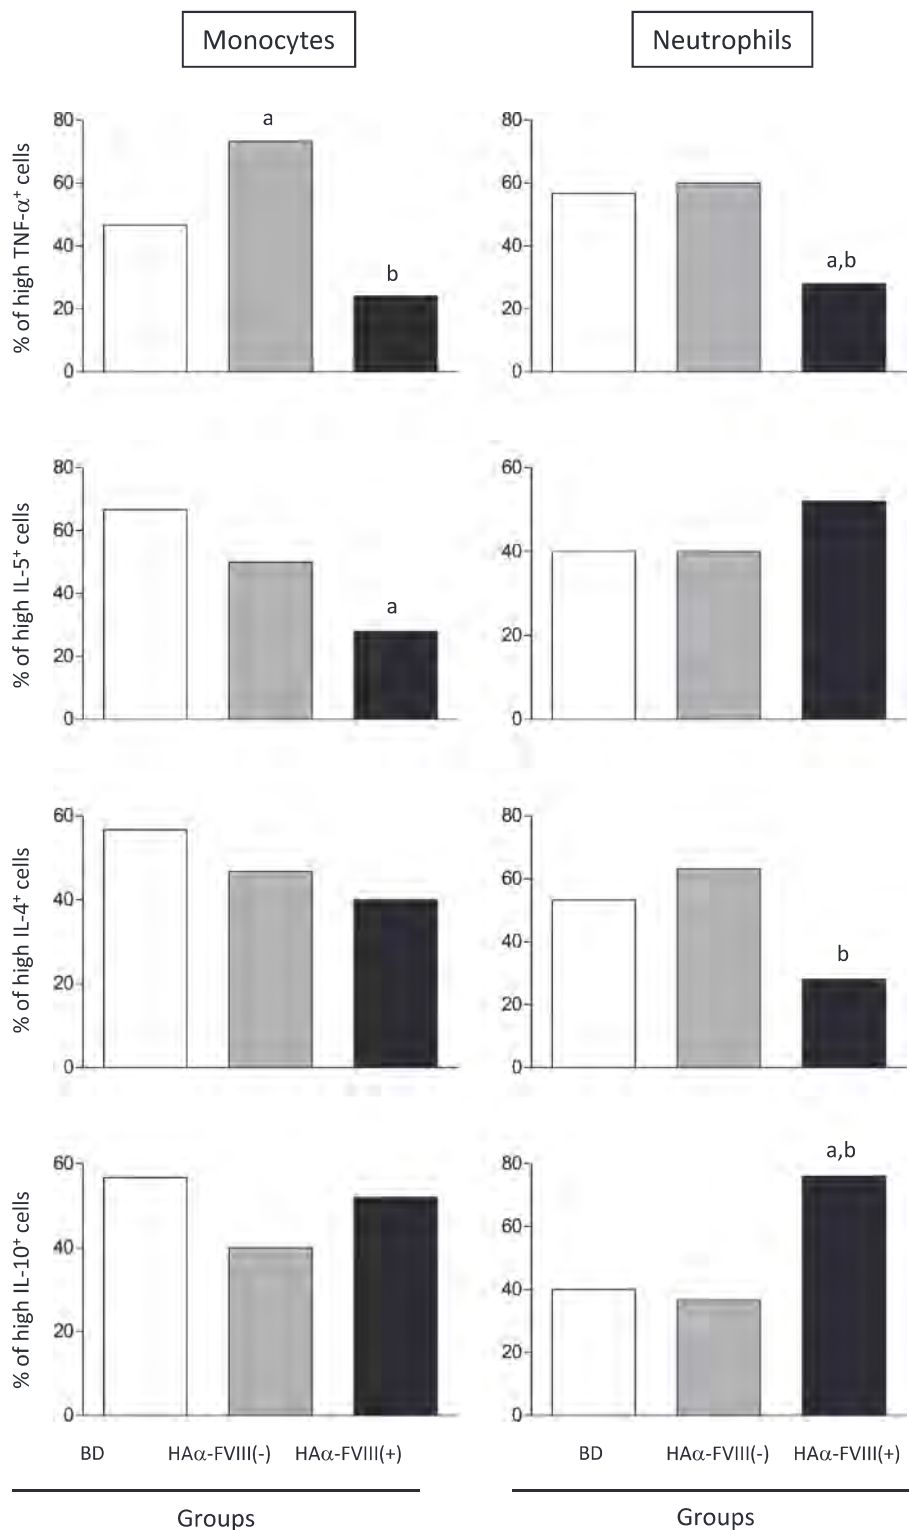 Monocytes
Neutrophils
% of high TNF-α+ cells
80
60
40
20
0
a
b
80
60
40
20
0
a,b
% of high IL-5+ cells
80
60
40
20
0
a
60
40
20
0
% of high IL-4+ cells
60
40
20
0
80
60
40
20
0
b
% of high IL-10+ cells
60
40
20
0
80
60
40
20
0
a,b
BD HAα-FVIII(-) HAα-FVIII(+)
BD HAα-FVIII(-) HAα-FVIII(+)
Groups
Groups